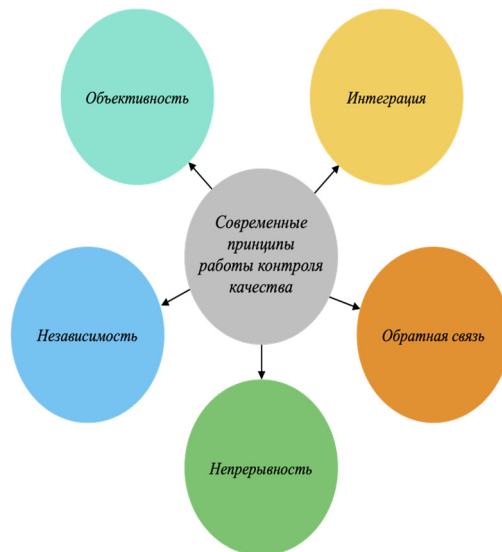 Объективность
Интеграция
Современные
принципы
работы контроля
качества
Независимость
Обратная связь
Непрерывность